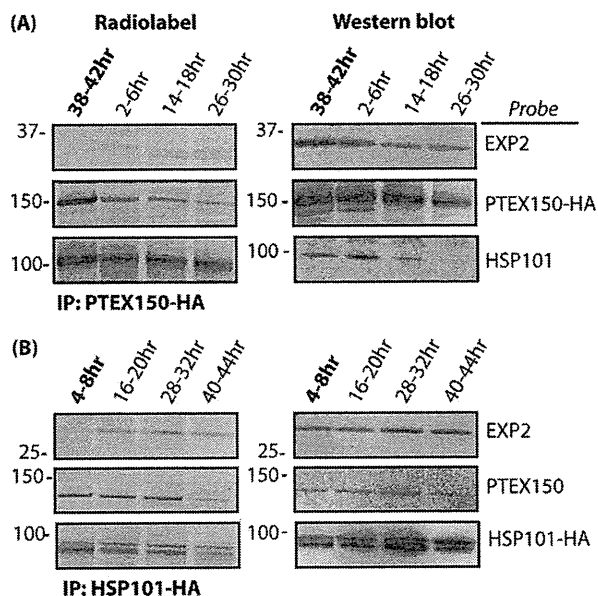 (A) Radiolabel Western blot
38-42hr 2-6hr 14-18hr 26-30hr 38-42hr 2-6hr 14-18hr 26-30hr
Probe
37- 37- EXP2
150- 150- PTEX150-HA
100- 100- HSP101
IP: PTEX150-HA
(B)
4-8hr 16-20hr 28-32hr 40-44hr 4-8hr 16-20hr 28-32hr 40-44hr
25- 25- EXP2
150- 150- PTEX150
100- 100- HSP101-HA
IP: HSP101-HA